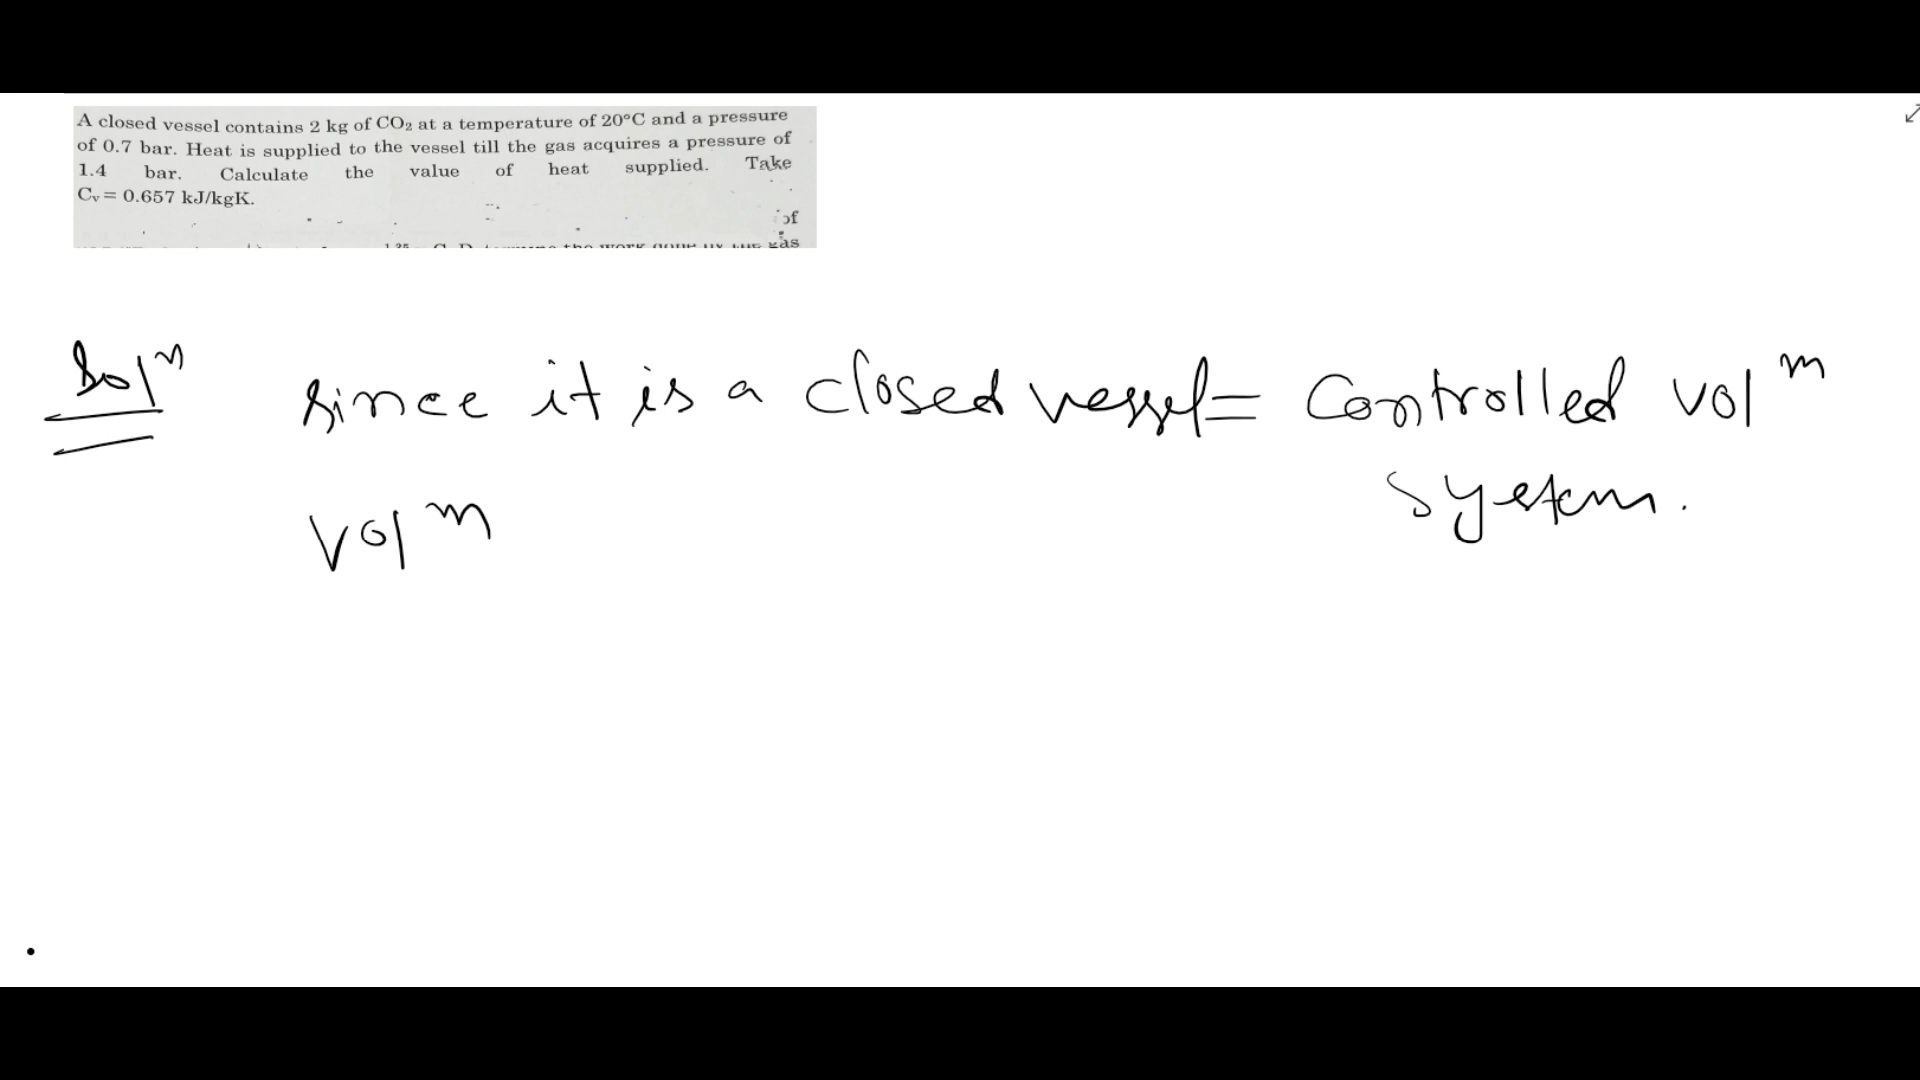 A closed vessel contains 2 kg of CO₂ at a temperature of 20°C and a pressure
of 0.7 bar. Heat is supplied to the vessel till the gas acquires a pressure of
1.4 bar. Calculate the value of heat supplied. Take
Cv = 0.657 kJ/kgK.
of
gas
Solⁿ since it is a closed vessel = Controlled volᵐ
system.
volᵐ